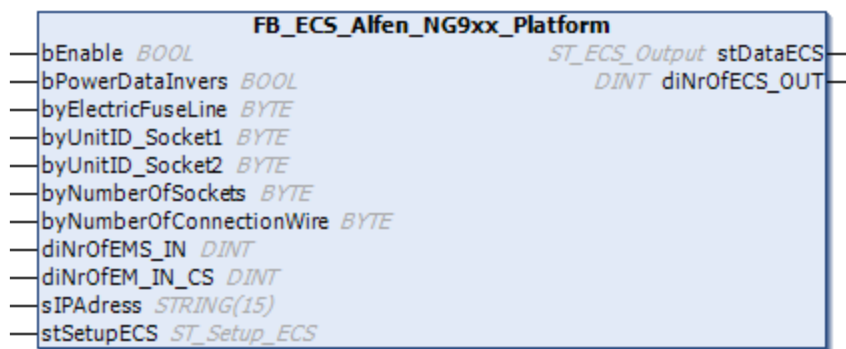 FB_ECS_Alfen_NG9xx_Platform
bEnable BOOL ST_ECS_Output stDataECS
bPowerDataInvers BOOL DINT diNrOfECS_OUT
byElectricFuseLine BYTE
byUnitID_Socket1 BYTE
byUnitID_Socket2 BYTE
byNumberOfSockets BYTE
byNumberOfConnectionWire BYTE
diNrOfEMS_IN DINT
diNrOfEM_IN_CS DINT
sIPAdress STRING(15)
stSetupECS ST_Setup_ECS